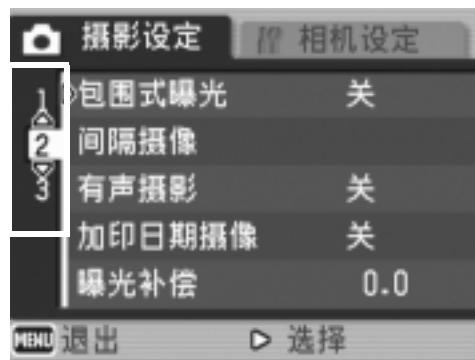 摄影设定 相机设定
1 包围式曝光 关
2 间隔摄像
3 有声摄影 关
加印日期摄像 关
曝光补偿 0.0
MENU 退出 选择